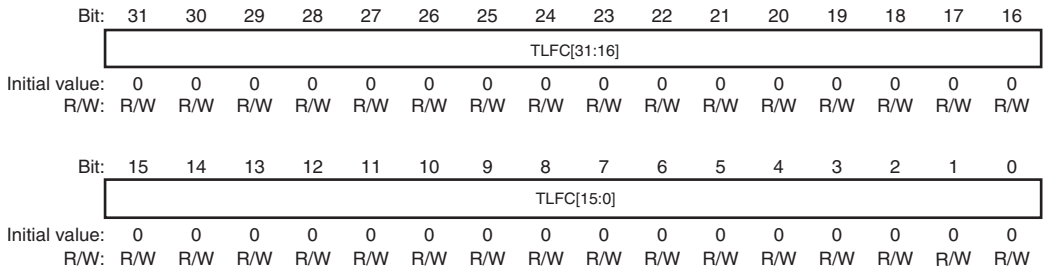 Bit: 31 30 29 28 27 26 25 24 23 22 21 20 19 18 17 16
TLFC[31:16]
Initial value: 0 0 0 0 0 0 0 0 0 0 0 0 0 0 0 0
R/W: R/W R/W R/W R/W R/W R/W R/W R/W R/W R/W R/W R/W R/W R/W R/W R/W
Bit: 15 14 13 12 11 10 9 8 7 6 5 4 3 2 1 0
TLFC[15:0]
Initial value: 0 0 0 0 0 0 0 0 0 0 0 0 0 0 0 0
R/W: R/W R/W R/W R/W R/W R/W R/W R/W R/W R/W R/W R/W R/W R/W R/W R/W